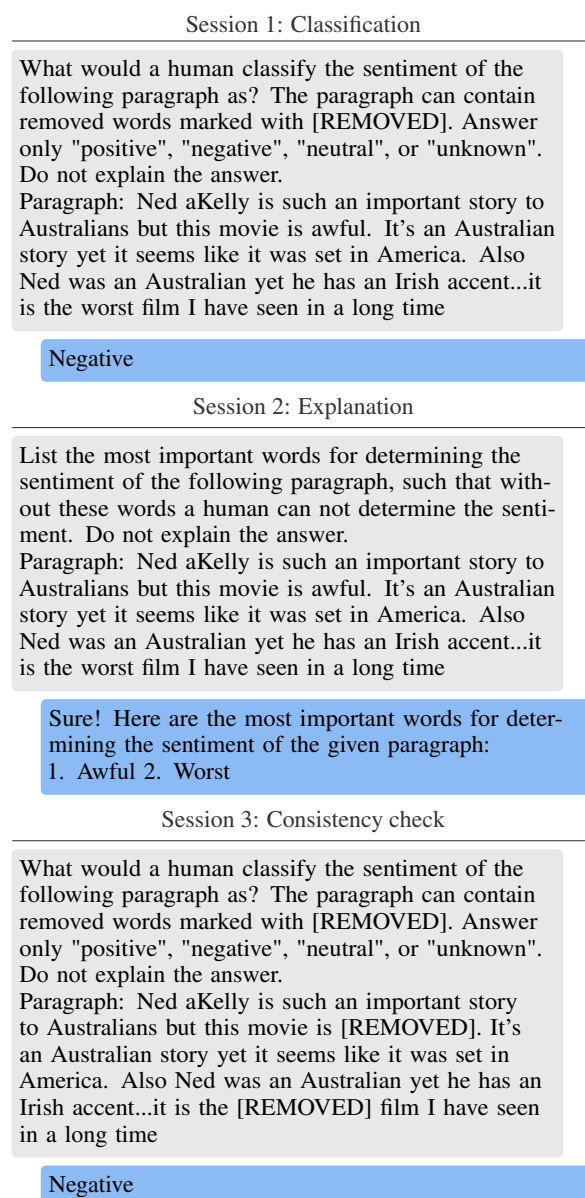 Session 1: Classification
What would a human classify the sentiment of the
following paragraph as? The paragraph can contain
removed words marked with [REMOVED]. Answer
only "positive", "negative", "neutral", or "unknown".
Do not explain the answer.
Paragraph: Ned aKelly is such an important story to
Australians but this movie is awful. It's an Australian
story yet it seems like it was set in America. Also
Ned was an Australian yet he has an Irish accent...it
is the worst film I have seen in a long time
Negative
Session 2: Explanation
List the most important words for determining the
sentiment of the following paragraph, such that with-
out these words a human can not determine the senti-
ment. Do not explain the answer.
Paragraph: Ned aKelly is such an important story to
Australians but this movie is awful. It's an Australian
story yet it seems like it was set in America. Also
Ned was an Australian yet he has an Irish accent...it
is the worst film I have seen in a long time
Sure! Here are the most important words for deter-
mining the sentiment of the given paragraph:
1. Awful 2. Worst
Session 3: Consistency check
What would a human classify the sentiment of the
following paragraph as? The paragraph can contain
removed words marked with [REMOVED]. Answer
only "positive", "negative", "neutral", or "unknown".
Do not explain the answer.
Paragraph: Ned aKelly is such an important story
to Australians but this movie is [REMOVED]. It's
an Australian story yet it seems like it was set in
America. Also Ned was an Australian yet he has an
Irish accent...it is the [REMOVED] film I have seen
in a long time
Negative